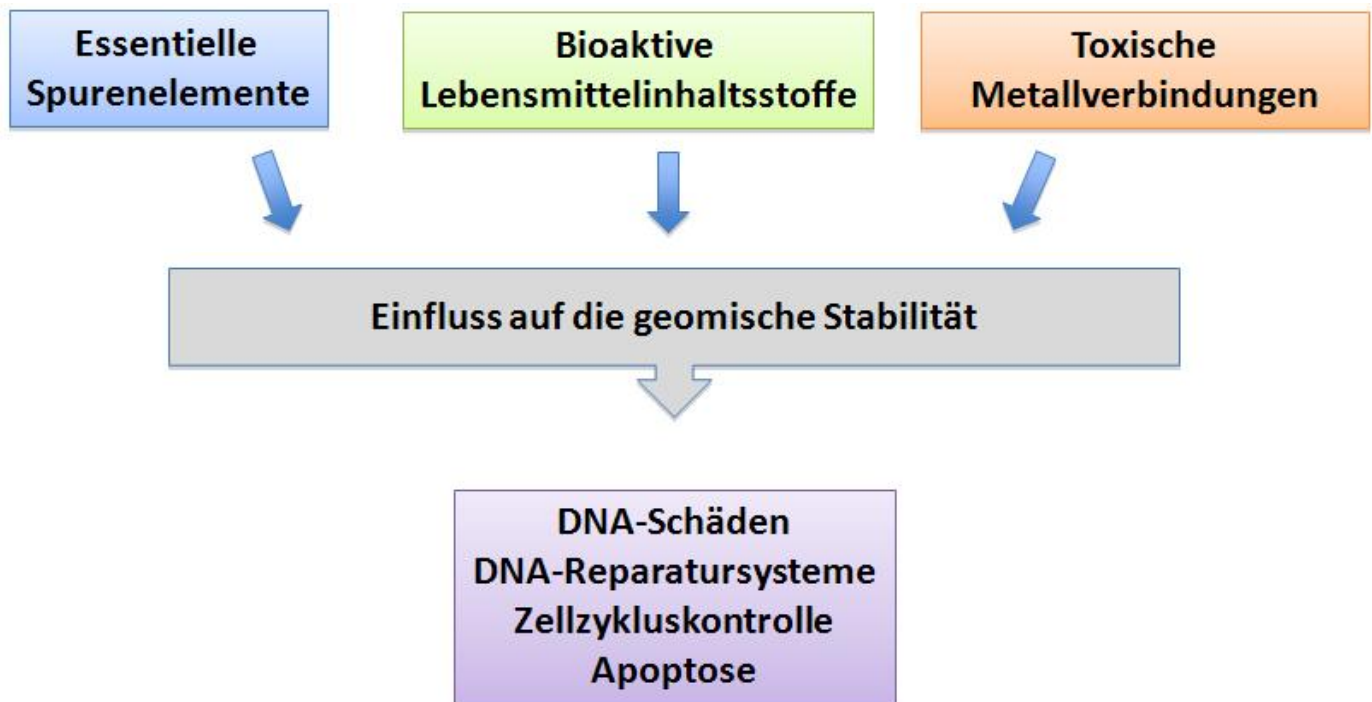 Essentielle
Spurenelemente
Bioaktive
Lebensmittelinhaltsstoffe
Toxische
Metallverbindungen
Einfluss auf die geomische Stabilität
DNA-Schäden
DNA-Reparatursysteme
Zellzykluskontrolle
Apoptose